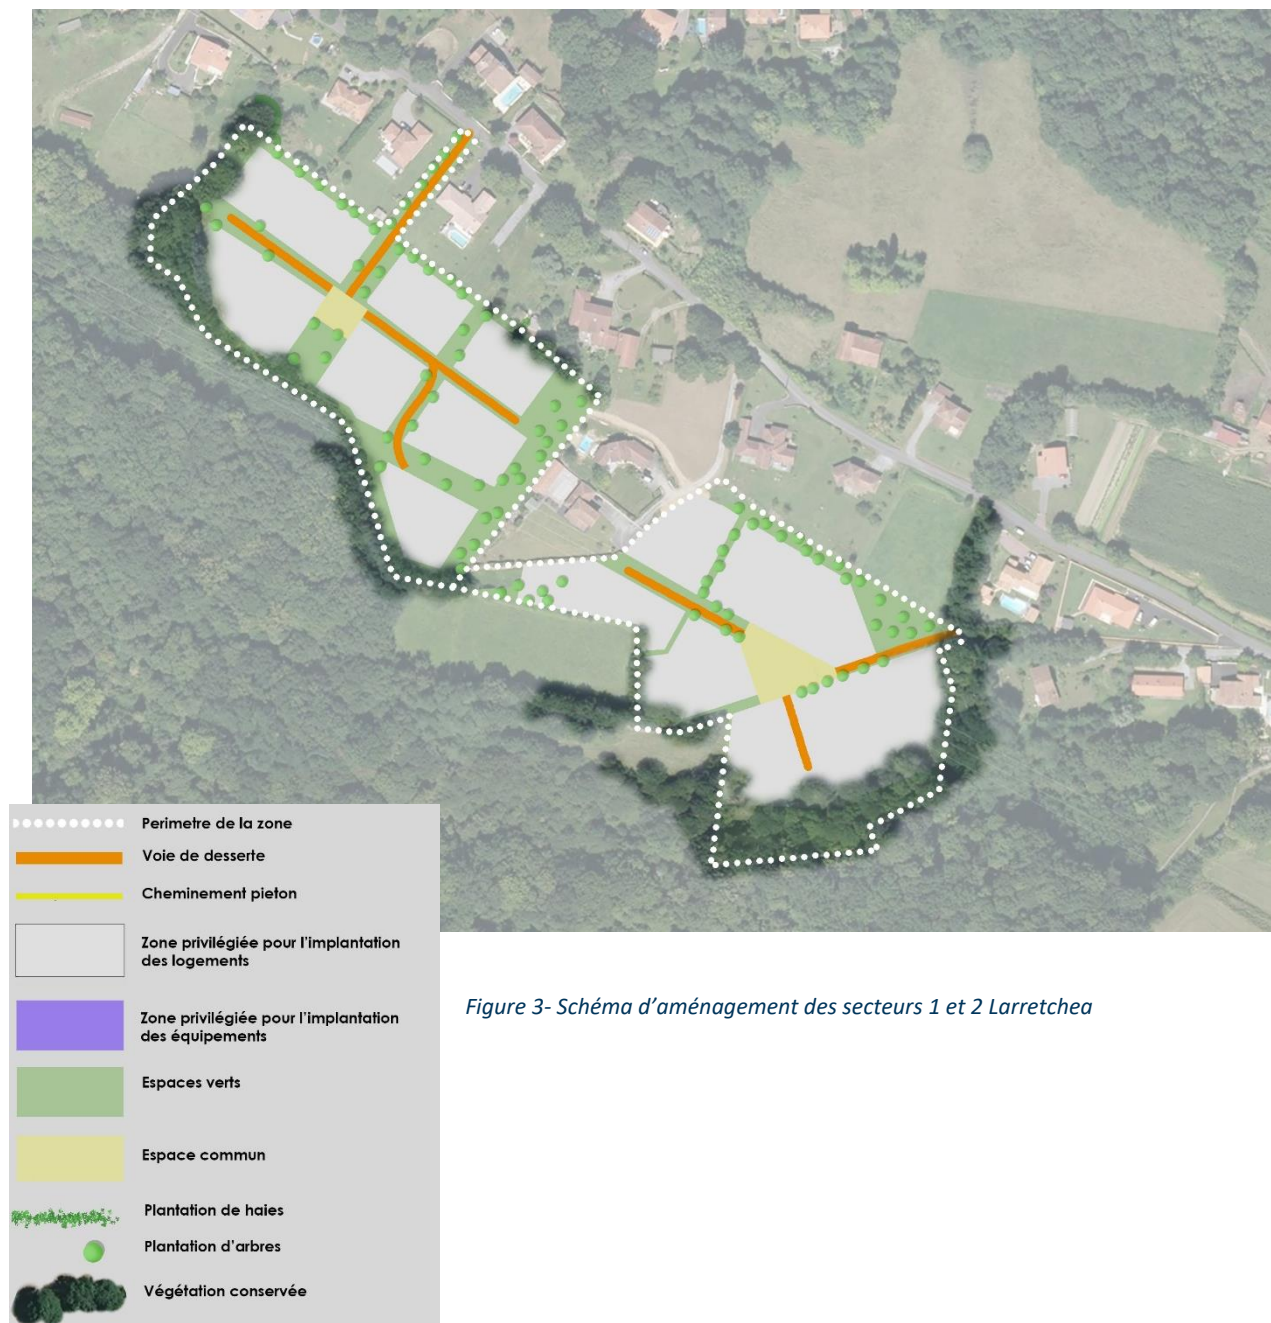 Perimetre de la zone
Voie de desserte
Cheminement pieton
Zone privilégiée pour l'implantation
des logements
Figure 3- Schéma d'aménagement des secteurs 1 et 2 Larretchea
Zone privilégiée pour l'implantation
des équipements
Espaces verts
Espace commun
Plantation de haies
Plantation d'arbres
Végétation conservée